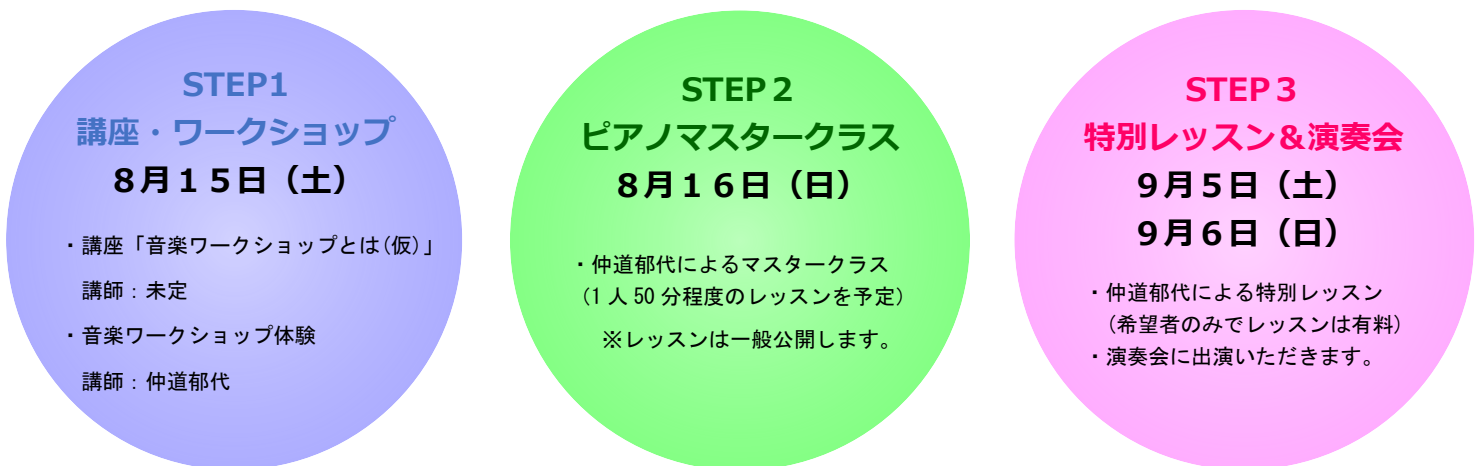 STEP1
講座・ワークショップ
8月15日（土）
・講座「音楽ワークショップとは(仮)」
講師：未定
・音楽ワークショップ体験
講師：仲道郁代
STEP２
ピアノマスタークラス
8月16日（日）
・仲道郁代によるマスタークラス
（1人50分程度のレッスンを予定）
※レッスンは一般公開します。
STEP３
特別レッスン＆演奏会
9月5日（土）
9月6日（日）
・仲道郁代による特別レッスン
（希望者のみでレッスンは有料）
・演奏会に出演いただきます。